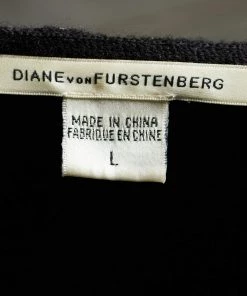 DIANE VON FURSTENBERG
MADE IN CHINA
FABRIQUE EN CHINE
L